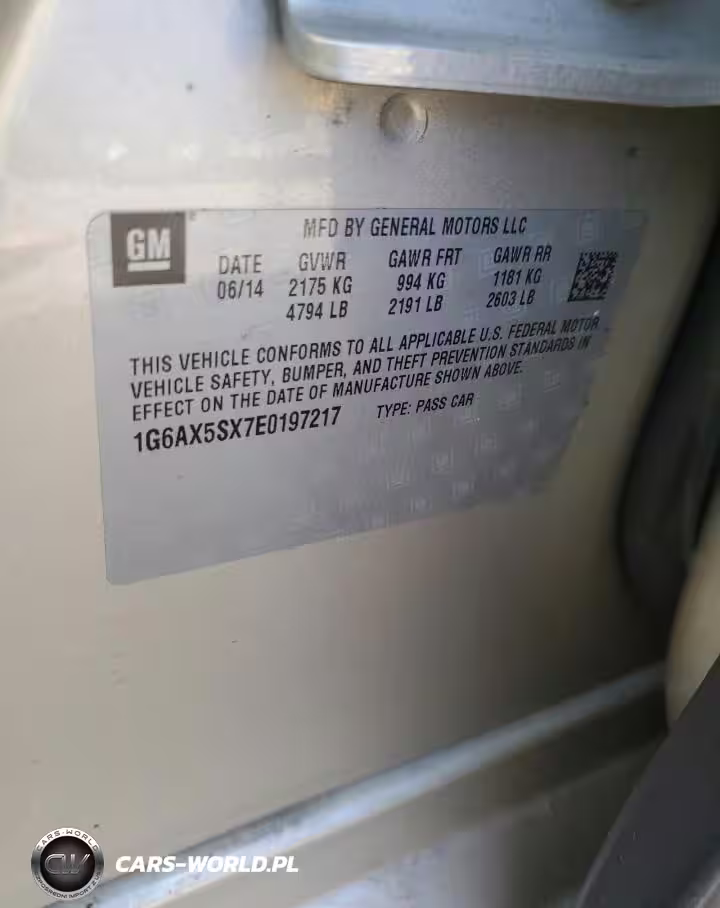 GM
MFD BY GENERAL MOTORS LLC
DATE GVWR GAWR FRT GAWR RR
06/14 2175 KG 994 KG 1181 KG
4794 LB 2191 LB 2603 LB
THIS VEHICLE CONFORMS TO ALL APPLICABLE U.S. FEDERAL MOTOR
VEHICLE SAFETY, BUMPER, AND THEFT PREVENTION STANDARDS IN
EFFECT ON THE DATE OF MANUFACTURE SHOWN ABOVE.
1G6AX5SX7E0197217 TYPE: PASS CAR
CARS-WORLD
CW
CARS-WORLD.PL